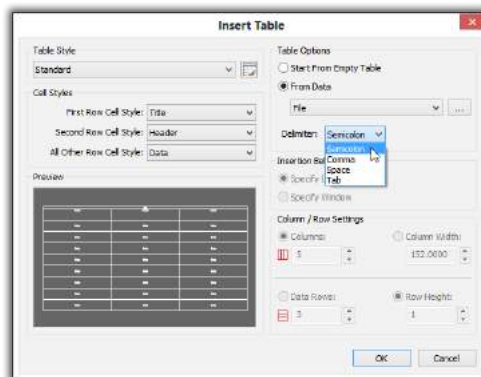 Insert Table
Table Style
Standard
Cell Styles
First Row Cell Style: Title
Second Row Cell Style: Header
All Other Row Cell Style: Data
Preview
Table Options
Start From Empty Table
From Data
File
...
Delimiter: Semicolon
Semicolon
Comma
Space
Tab
Insertion Be
Specify
Specify Window
Column / Row Settings
Columns: Column Width:
5 152.0000
Data Rows: Row Height:
3 1
OK Cancel